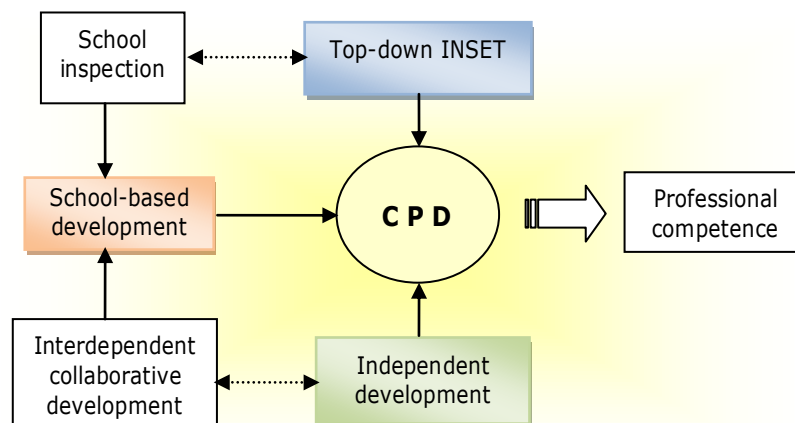 School
inspection
Top-down INSET
School-based
development
C P D
Professional
competence
Interdependent
collaborative
development
Independent
development